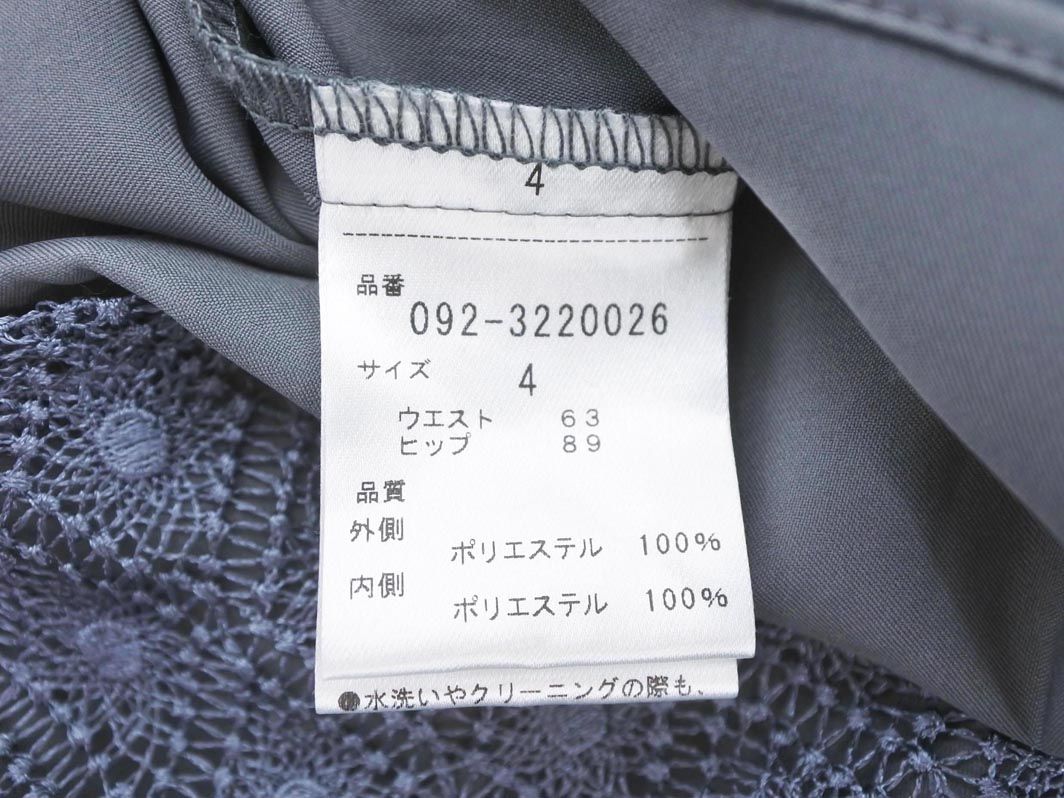 4
品番
092-3220026
サイズ 4
ウエスト 63
ヒップ 89
品質
外側
ポリエステル 100%
内側
ポリエステル 100%
●水洗いやクリーニングの際も、